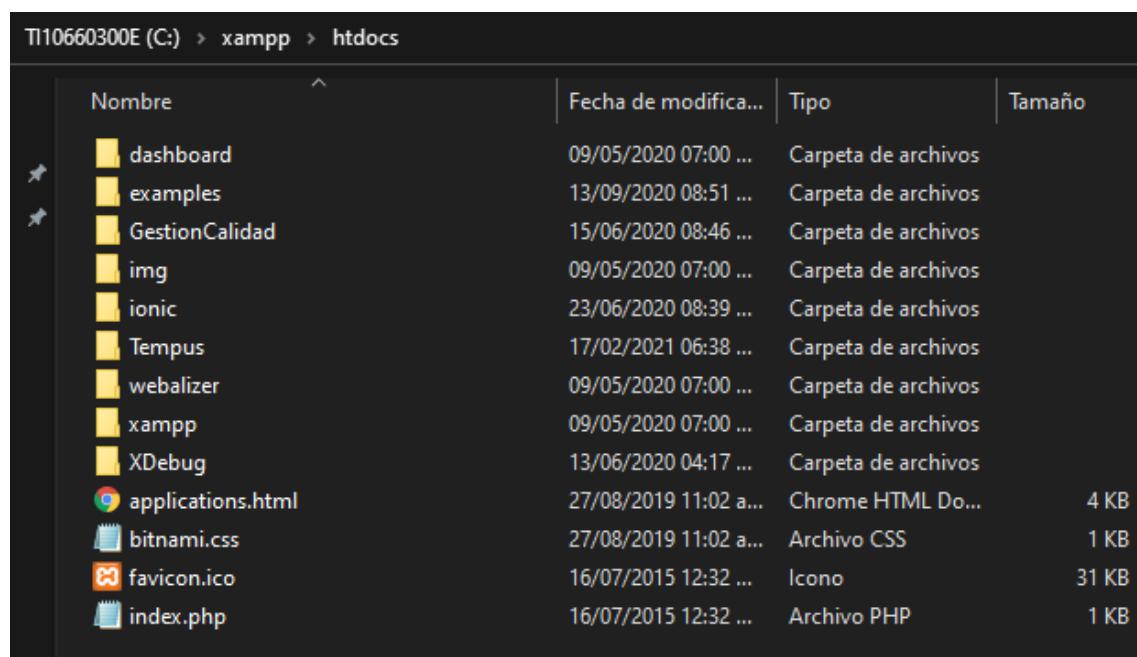 TI10660300E (C:) > xampp > htdocs
Nombre Fecha de modifica... Tipo Tamaño
dashboard 09/05/2020 07:00 ... Carpeta de archivos
examples 13/09/2020 08:51 ... Carpeta de archivos
GestionCalidad 15/06/2020 08:46 ... Carpeta de archivos
img 09/05/2020 07:00 ... Carpeta de archivos
ionic 23/06/2020 08:39 ... Carpeta de archivos
Tempus 17/02/2021 06:38 ... Carpeta de archivos
webalizer 09/05/2020 07:00 ... Carpeta de archivos
xampp 09/05/2020 07:00 ... Carpeta de archivos
XDebug 13/06/2020 04:17 ... Carpeta de archivos
applications.html 27/08/2019 11:02 a... Chrome HTML Do... 4 KB
bitnami.css 27/08/2019 11:02 a... Archivo CSS 1 KB
favicon.ico 16/07/2015 12:32 ... Icono 31 KB
index.php 16/07/2015 12:32 ... Archivo PHP 1 KB